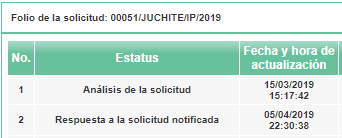 Folio de la solicitud: 00051/JUCHITE/IP/2019
No. Estatus Fecha y hora de actualización
1 Análisis de la solicitud 15/03/2019 15:17:42
2 Respuesta a la solicitud notificada 05/04/2019 22:30:38